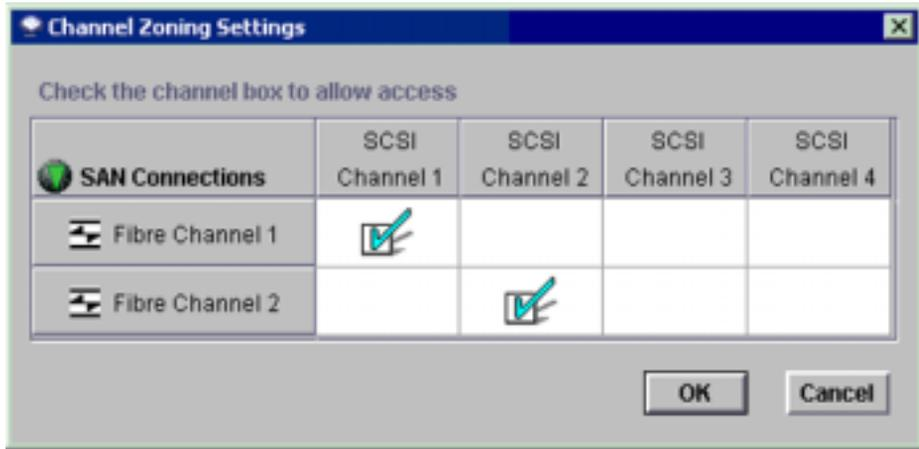 Channel Zoning Settings
Check the channel box to allow access
SAN Connections
SCSI Channel 1
SCSI Channel 2
SCSI Channel 3
SCSI Channel 4
Fibre Channel 1
Fibre Channel 2
OK
Cancel